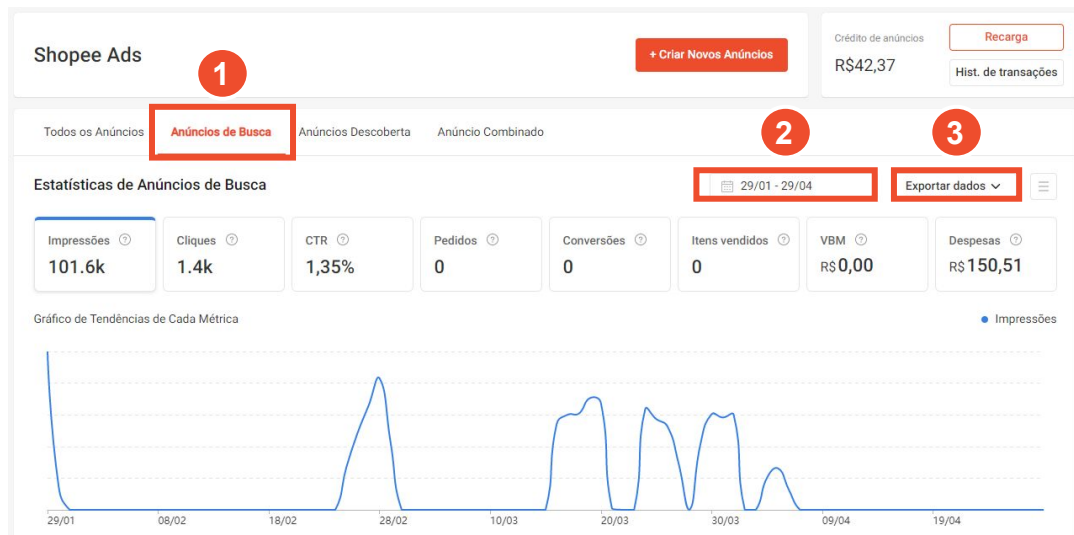 Shopee Ads
+ Criar Novos Anúncios
Crédito de anúncios
R$42,37
Recarga
Hist. de transações
1
Todos os Anúncios
Anúncios de Busca
Anúncios Descoberta
Anúncio Combinado
2
3
Estatísticas de Anúncios de Busca
29/01 - 29/04
Exportar dados
Impressões
101.6k
Cliques
1.4k
CTR
1,35%
Pedidos
0
Conversões
0
Itens vendidos
0
VBM
R$0,00
Despesas
R$150,51
Gráfico de Tendências de Cada Métrica
Impressões
29/01
08/02
18/02
28/02
10/03
20/03
30/03
09/04
19/04